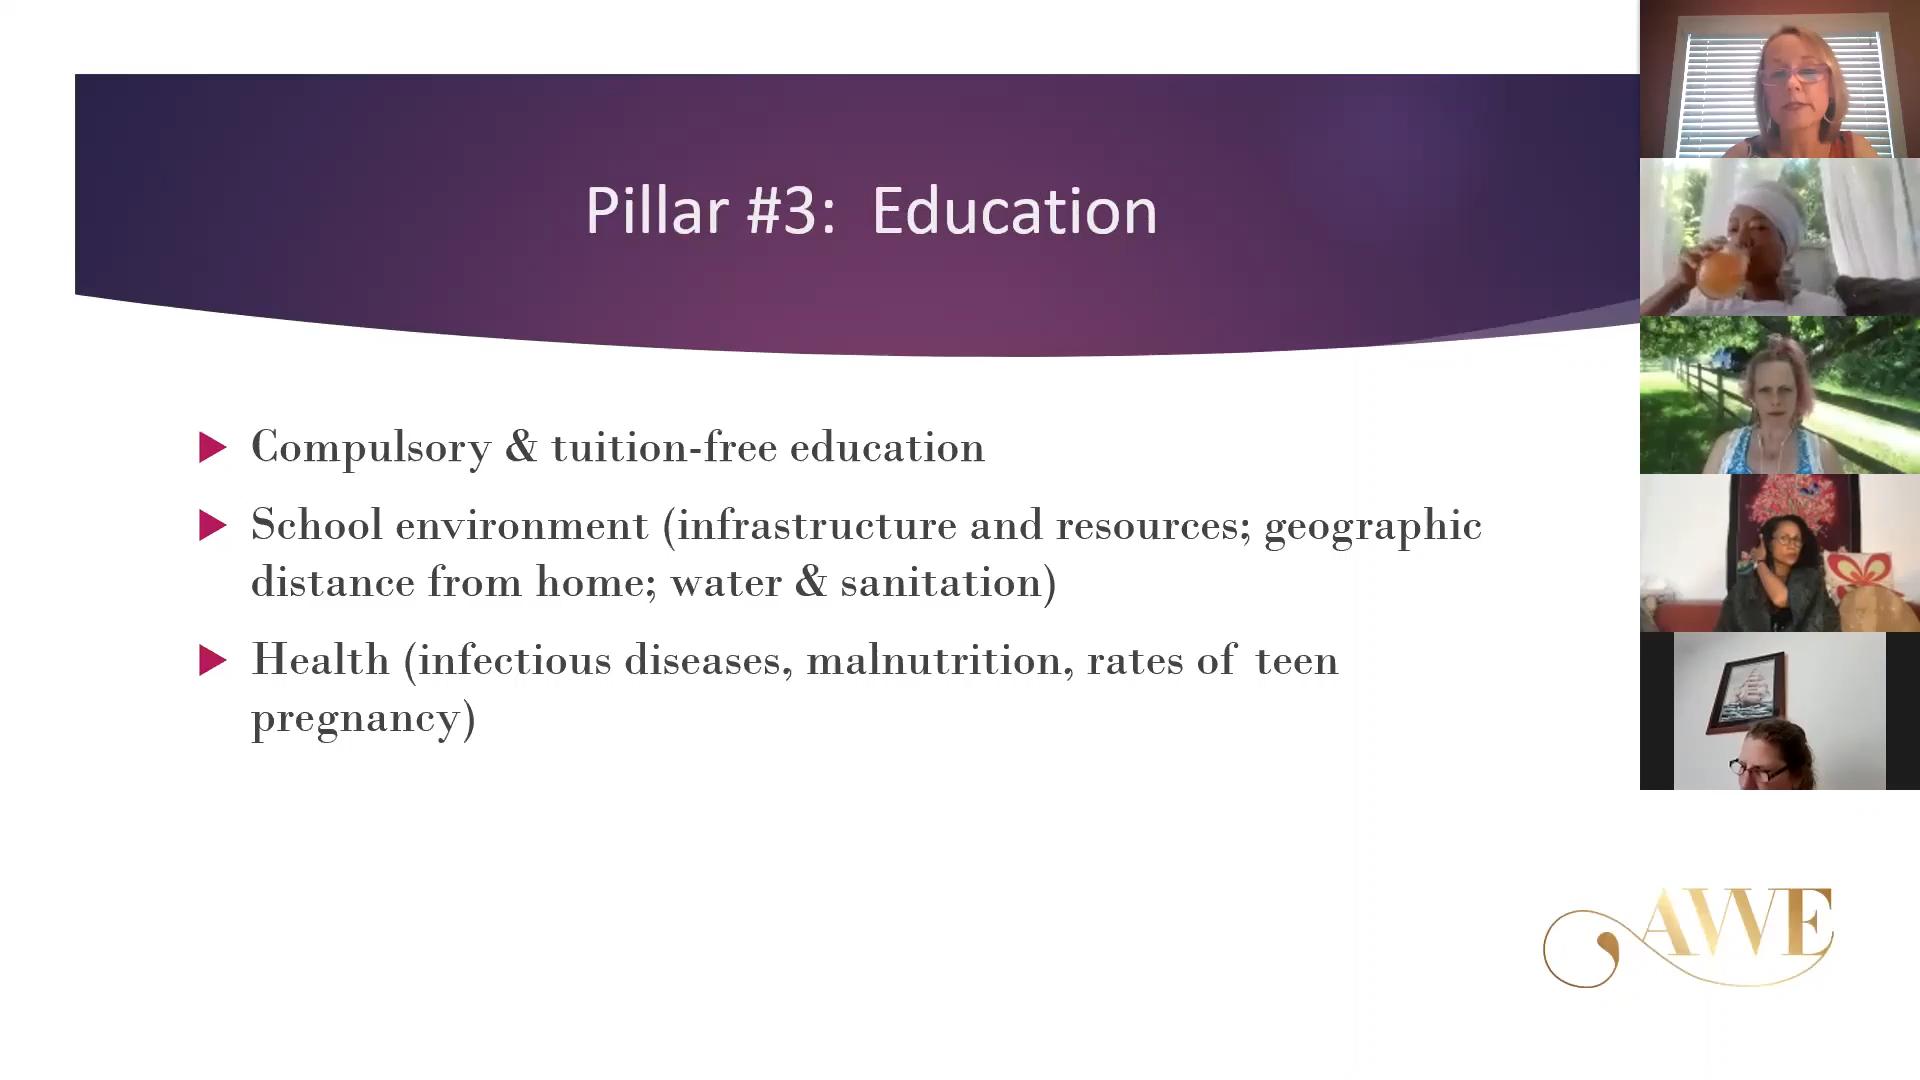 Pillar #3: Education
Compulsory & tuition-free education
School environment (infrastructure and resources; geographic
distance from home; water & sanitation)
Health (infectious diseases, malnutrition, rates of teen
pregnancy)
AWE